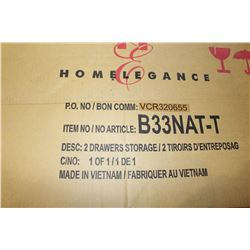 HOMELEGANCE
P.O. NO / BON COMM: VCR320655
ITEM NO / NO ARTICLE: B33NAT-T
DESC: 2 DRAWERS STORAGE / 2 TIROIRS D'ENTREPOSAG
C/NO: 1 OF 1 / 1 DE 1
MADE IN VIETNAM / FABRIQUER AU VIETNAM